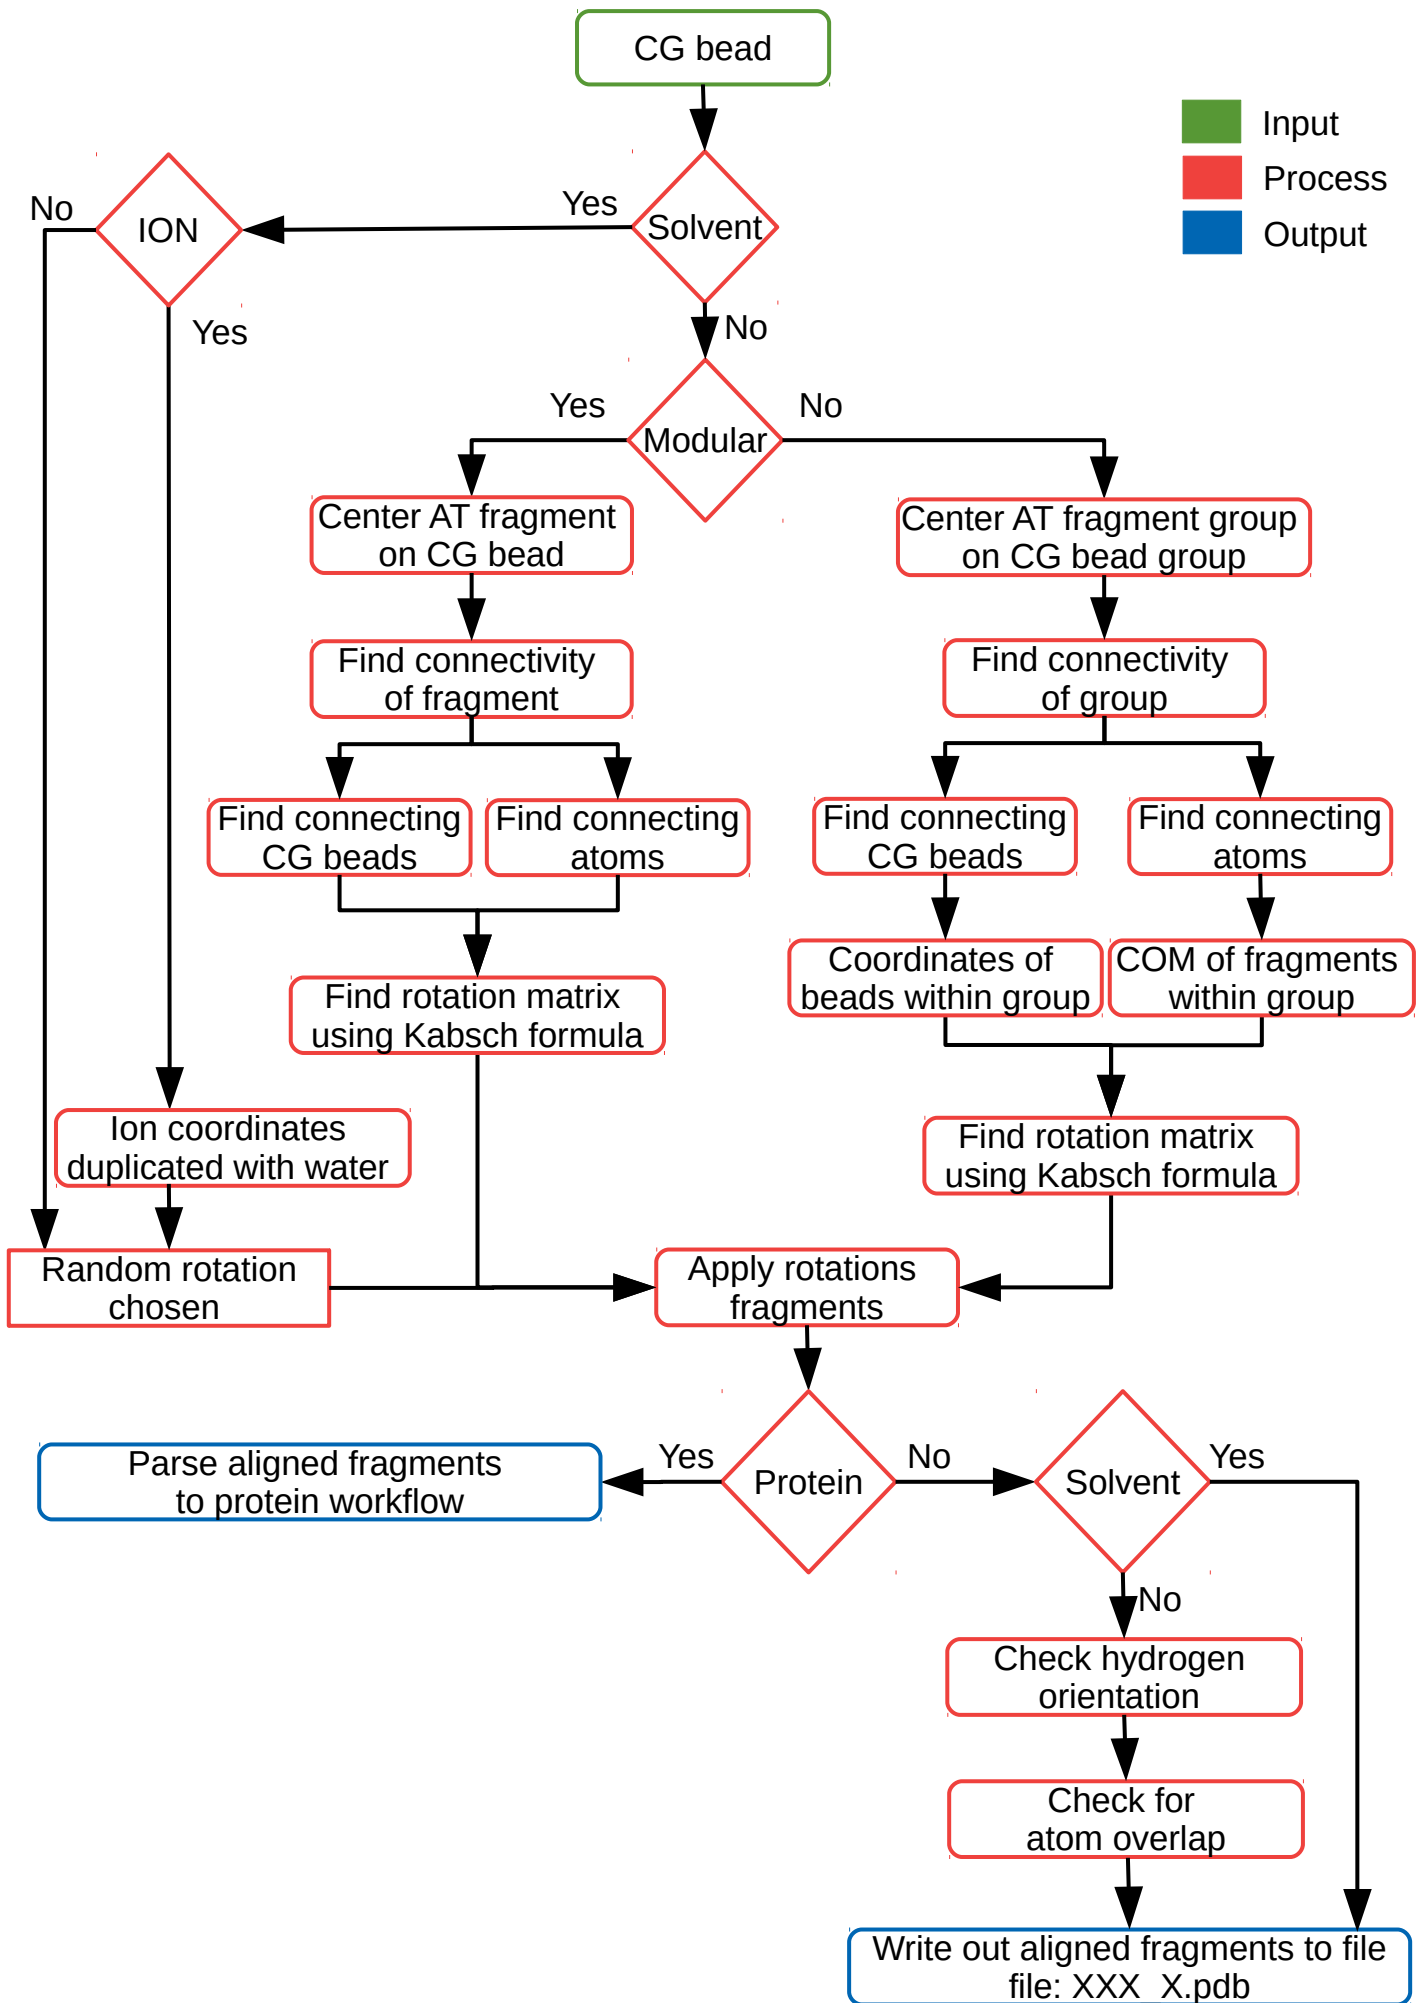 CG bead
Input
Process
Output
Solvent
Yes
No
ION
No
Yes
Modular
Yes
No
Center AT fragment
on CG bead
Center AT fragment group
on CG bead group
Find connectivity
of fragment
Find connectivity
of group
Find connecting
CG beads
Find connecting
atoms
Find connecting
CG beads
Find connecting
atoms
Coordinates of
beads within group
COM of fragments
within group
Find rotation matrix
using Kabsch formula
Ion coordinates
duplicated with water
Find rotation matrix
using Kabsch formula
Random rotation
chosen
Apply rotations
fragments
Parse aligned fragments
to protein workflow
Yes
Protein
No
Solvent
Yes
No
Check hydrogen
orientation
Check for
atom overlap
Write out aligned fragments to file
file: XXX_X.pdb